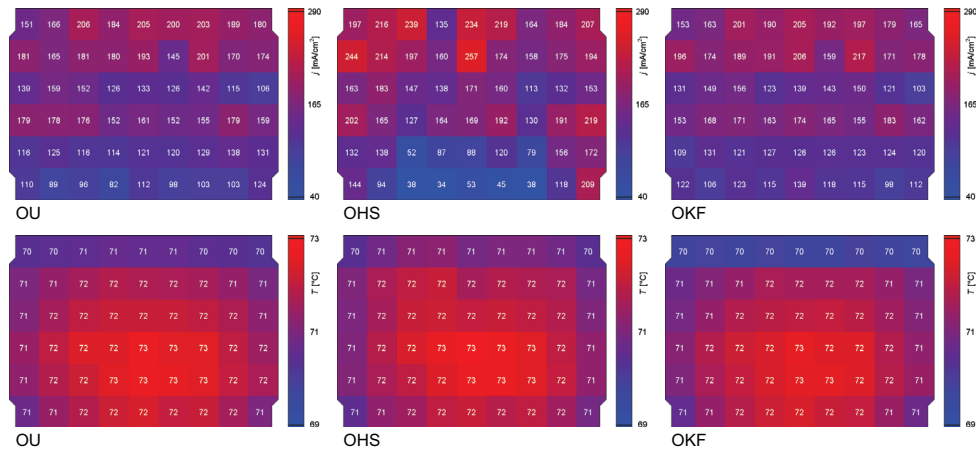 151 166 206 184 205 200 203 189 180
181 165 181 180 193 145 201 170 174
139 159 152 126 133 126 142 115 106
179 178 176 152 161 152 155 179 159
116 125 116 114 121 120 129 138 131
110 89 96 82 112 98 103 103 124
OU
290
j [mA/cm²]
165
40
197 216 239 135 234 219 164 184 207
244 214 197 160 257 174 158 175 194
163 183 147 138 171 160 113 132 153
202 165 127 164 169 192 130 191 219
132 138 52 87 88 120 79 156 172
144 94 38 34 53 45 38 118 209
OHS
290
j [mA/cm²]
165
40
153 163 201 190 205 192 197 179 165
196 174 189 191 206 159 217 171 178
131 149 156 123 139 143 150 121 103
153 168 171 163 174 165 155 183 162
109 131 121 127 126 126 123 124 120
122 106 123 115 139 118 115 98 112
OKF
290
j [mA/cm²]
165
40
70 70 71 71 71 71 70 70 70
71 71 72 72 72 72 72 71 71
71 72 72 72 72 72 72 72 71
71 72 72 72 73 73 73 72 72
71 72 72 73 73 73 73 72 72
71 71 72 72 72 72 72 72 71
OU
73
T [°C]
71
69
70 71 71 71 71 71 71 71 70
71 71 72 72 72 72 72 71 71
71 72 72 72 72 72 72 72 71
71 72 72 73 73 73 73 72 71
71 72 72 72 73 73 73 72 72
71 71 72 72 72 72 72 72 71
OHS
73
T [°C]
71
69
70 70 70 70 70 70 70 70 70
71 71 71 72 72 72 72 71 71
71 71 72 72 72 72 72 72 71
71 72 72 72 73 72 72 71 71
71 72 72 72 73 73 72 72 71
71 71 72 72 72 72 72 71 71
OKF
73
T [°C]
71
69